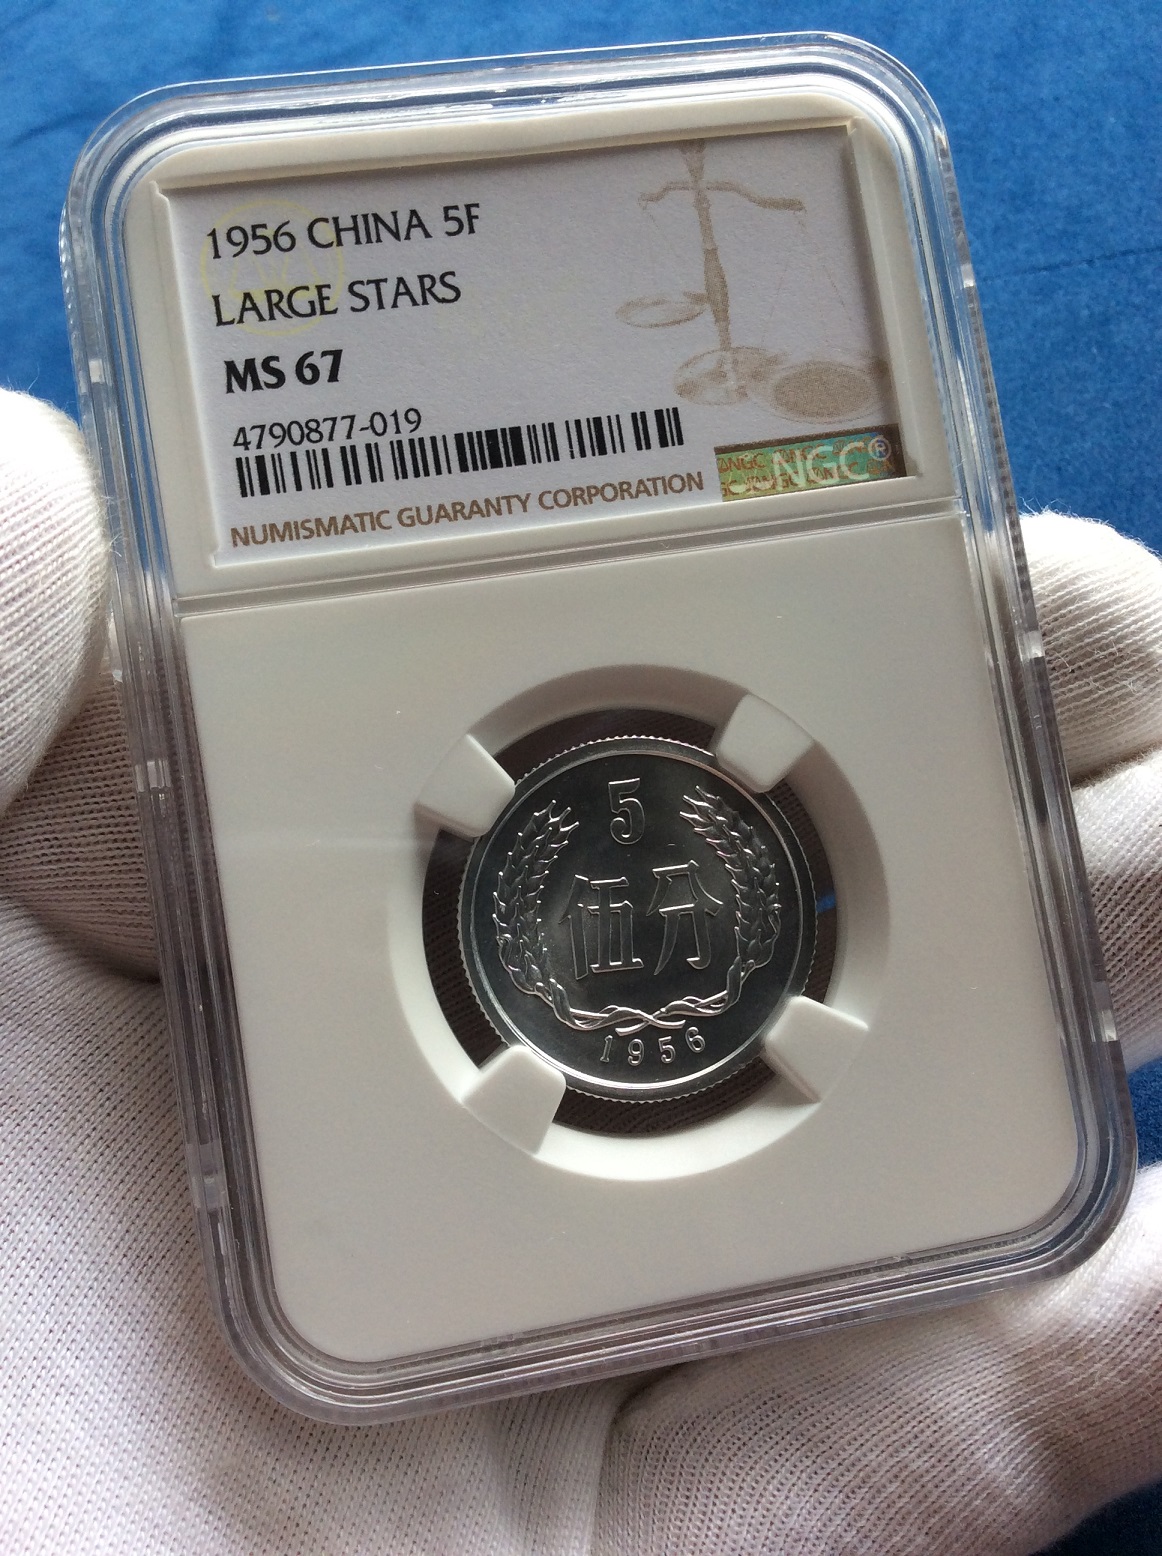 1956 CHINA 5F
LARGE STARS
MS 67
4790877-019
NGC®
NUMISMATIC GUARANTY CORPORATION
5
伍分
1956